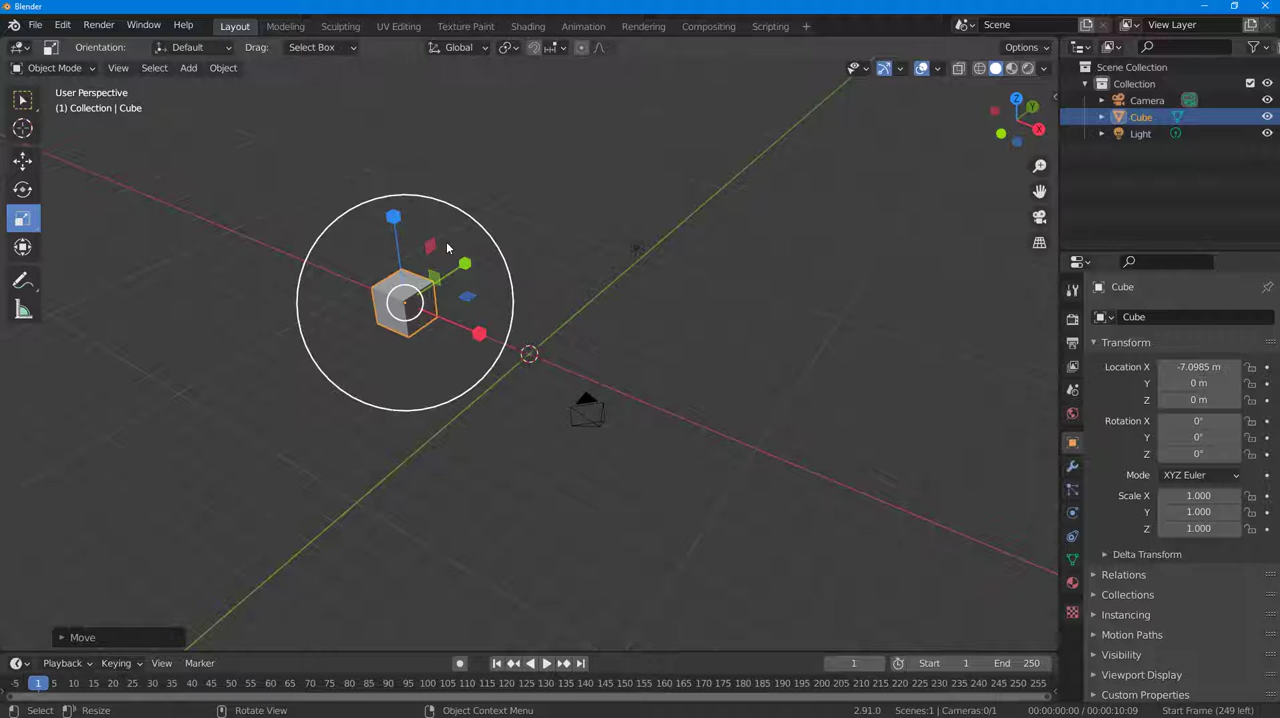 Blender
File Edit Render Window Help Layout Modeling Sculpting UV Editing Texture Paint Shading Animation Rendering Compositing Scripting + Scene View Layer
Orientation: Default Drag: Select Box Global Options
Object Mode View Select Add Object
User Perspective
(1) Collection | Cube
Z
Y
X
Scene Collection
Collection
Camera
Cube
Light
Cube
Cube
Transform
Location X -7.0985 m
Y 0 m
Z 0 m
Rotation X 0°
Y 0°
Z 0°
Mode XYZ Euler
Scale X 1.000
Y 1.000
Z 1.000
Delta Transform
Relations
Collections
Instancing
Motion Paths
Visibility
Viewport Display
Custom Properties
Move
Playback Keying View Marker 1 Start 1 End 250
-5 1 5 10 15 20 25 30 35 40 45 50 55 60 65 70 75 80 85 90 95 100 105 110 115 120 125 130 135 140 145 150 155 160 165 170 175 180 185 190 195 200 205 210 215 220 225 230 235 240 245 250 255
Select Resize Rotate View Object Context Menu 2.91.0 Scenes:1 | Cameras:0/1 00:00:00:00 / 00:00:10:09 Start Frame (249 left)